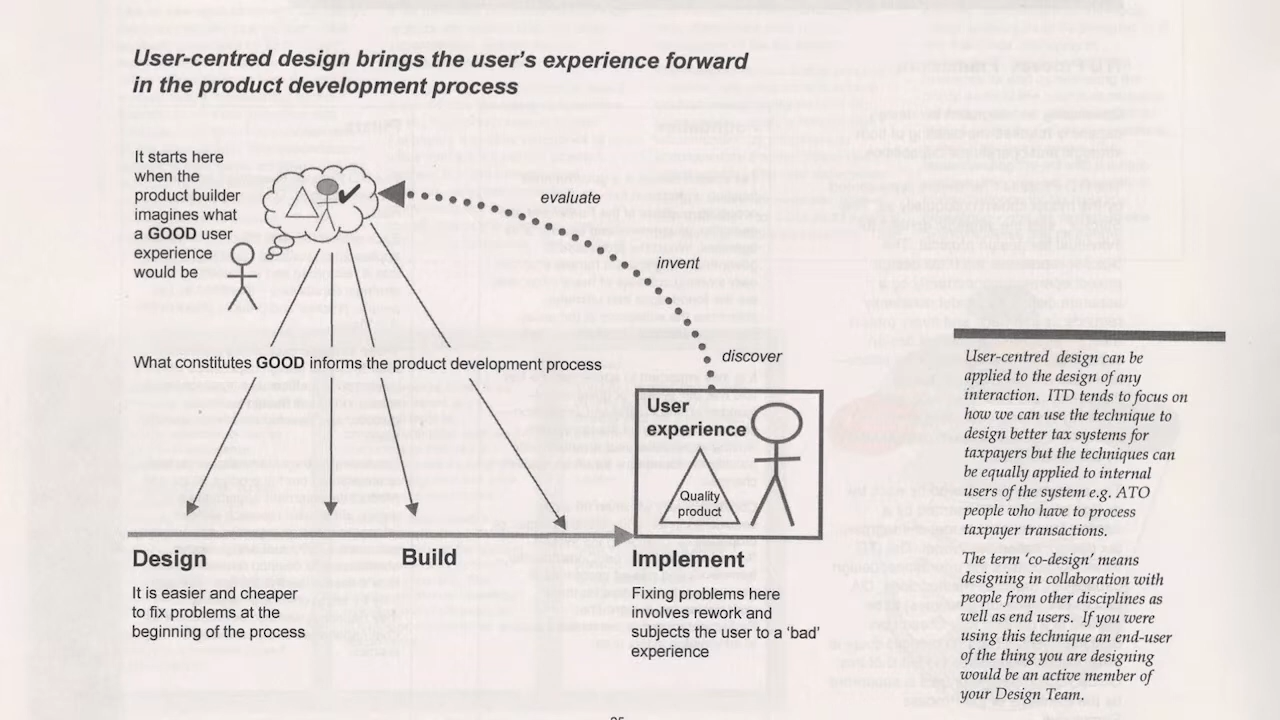 User-centred design brings the user's experience forward
in the product development process
It starts here
when the
product builder
imagines what
a GOOD user
experience
would be
evaluate
invent
discover
What constitutes GOOD informs the product development process
User
experience
Quality
product
Design
Build
Implement
It is easier and cheaper
to fix problems at the
beginning of the process
Fixing problems here
involves rework and
subjects the user to a 'bad'
experience
User-centred design can be
applied to the design of any
interaction. ITD tends to focus on
how we can use the technique to
design better tax systems for
taxpayers but the techniques can
be equally applied to internal
users of the system e.g. ATO
people who have to process
taxpayer transactions.
The term 'co-design' means
designing in collaboration with
people from other disciplines as
well as end users. If you were
using this technique an end-user
of the thing you are designing
would be an active member of
your Design Team.